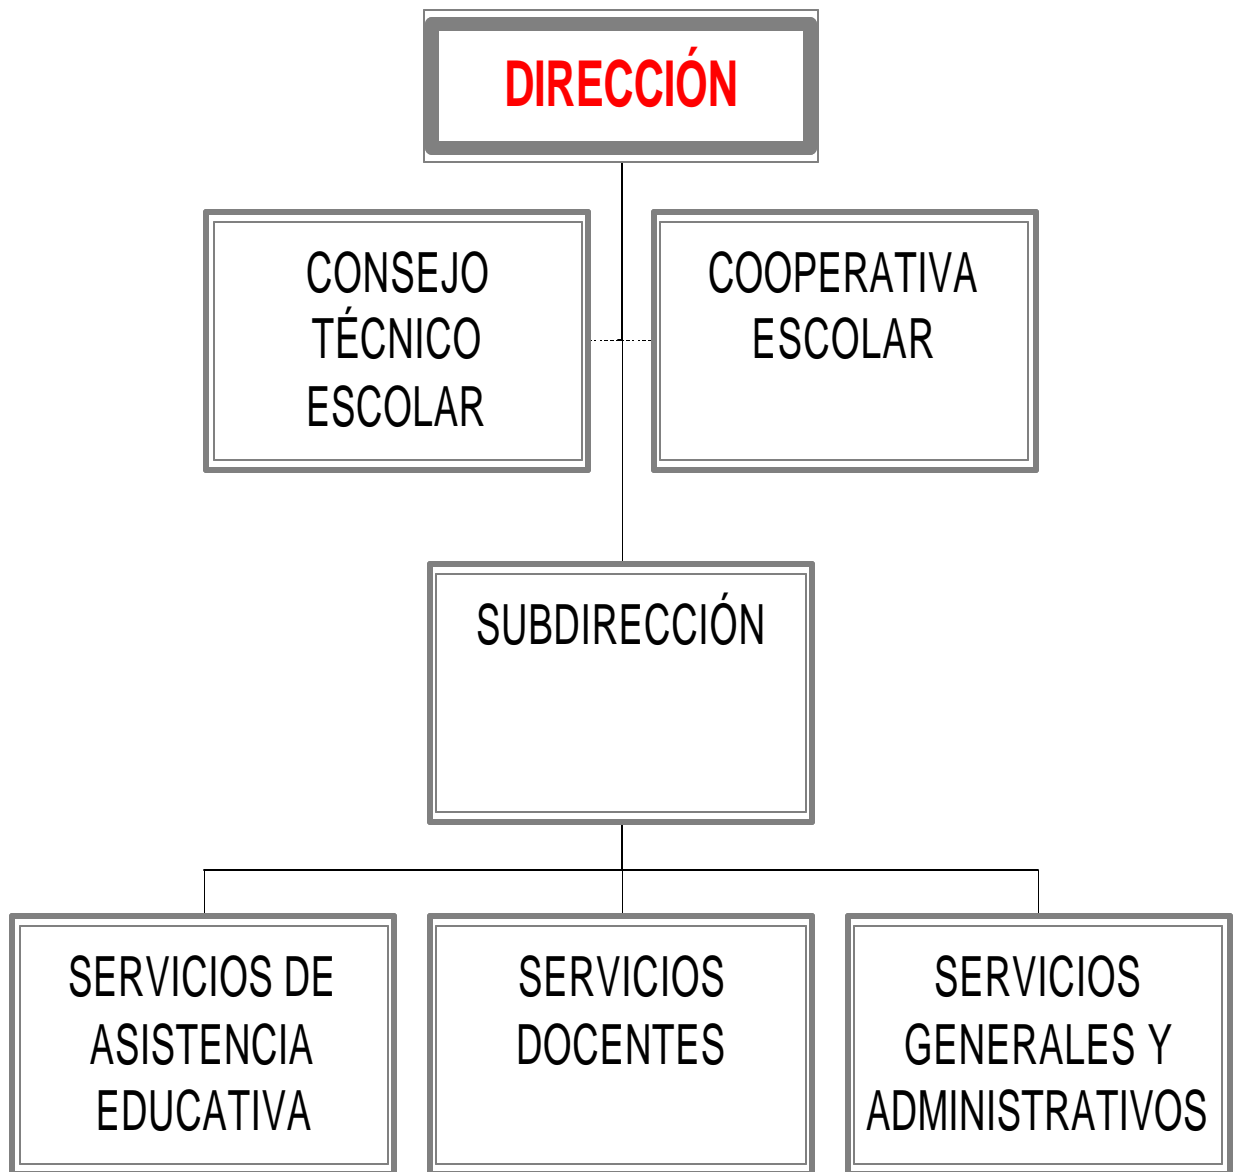 DIRECCIÓN
CONSEJO
TÉCNICO
ESCOLAR
COOPERATIVA
ESCOLAR
SUBDIRECCIÓN
SERVICIOS DE
ASISTENCIA
EDUCATIVA
SERVICIOS
DOCENTES
SERVICIOS
GENERALES Y
ADMINISTRATIVOS